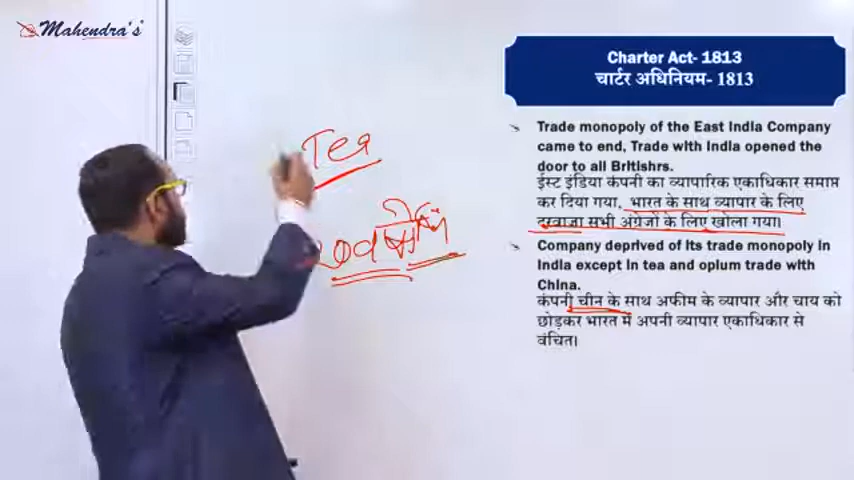 Mahendra's
Tea
Charter Act- 1813
चार्टर अधिनियम- 1813
Trade monopoly of the East India Company
came to end, Trade with India opened the
door to all Britishrs.
ईस्ट इंडिया कंपनी का व्यापारिक एकाधिकार समाप्त
कर दिया गया, भारत के साथ व्यापार के लिए
दरवाजा सभी अंग्रेजों के लिए खोला गया।
Company deprived of its trade monopoly in
India except in tea and opium trade with
China.
कंपनी चीन के साथ अफीम के व्यापार और चाय को
छोड़कर भारत में अपनी व्यापार एकाधिकार से
वंचित।